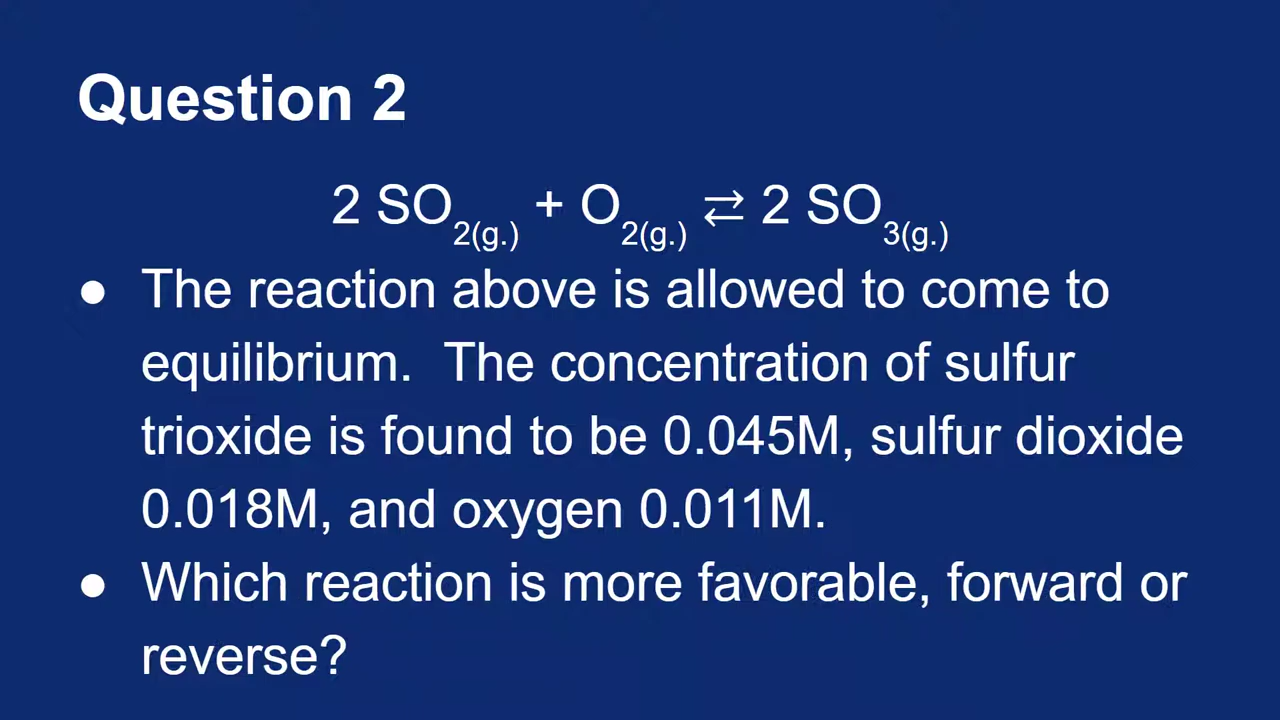 Question 2
2 SO2(g.) + O2(g.) ⇄ 2 SO3(g.)
● The reaction above is allowed to come to
equilibrium.  The concentration of sulfur
trioxide is found to be 0.045M, sulfur dioxide
0.018M, and oxygen 0.011M.
● Which reaction is more favorable, forward or
reverse?